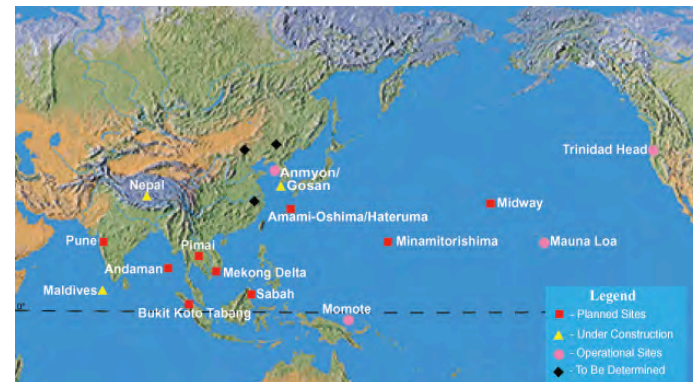 Trinidad Head
Anmyon/
Gosan
Nepal
Midway
Amami-Oshima/Hateruma
Pune
Pimai
Minamitorishima
Mauna Loa
Andaman
Mekong Delta
Maldives
Sabah
0°
Bukit Koto Tabang
Momote
Legend
- Planned Sites
- Under Construction
- Operational Sites
- To Be Determined